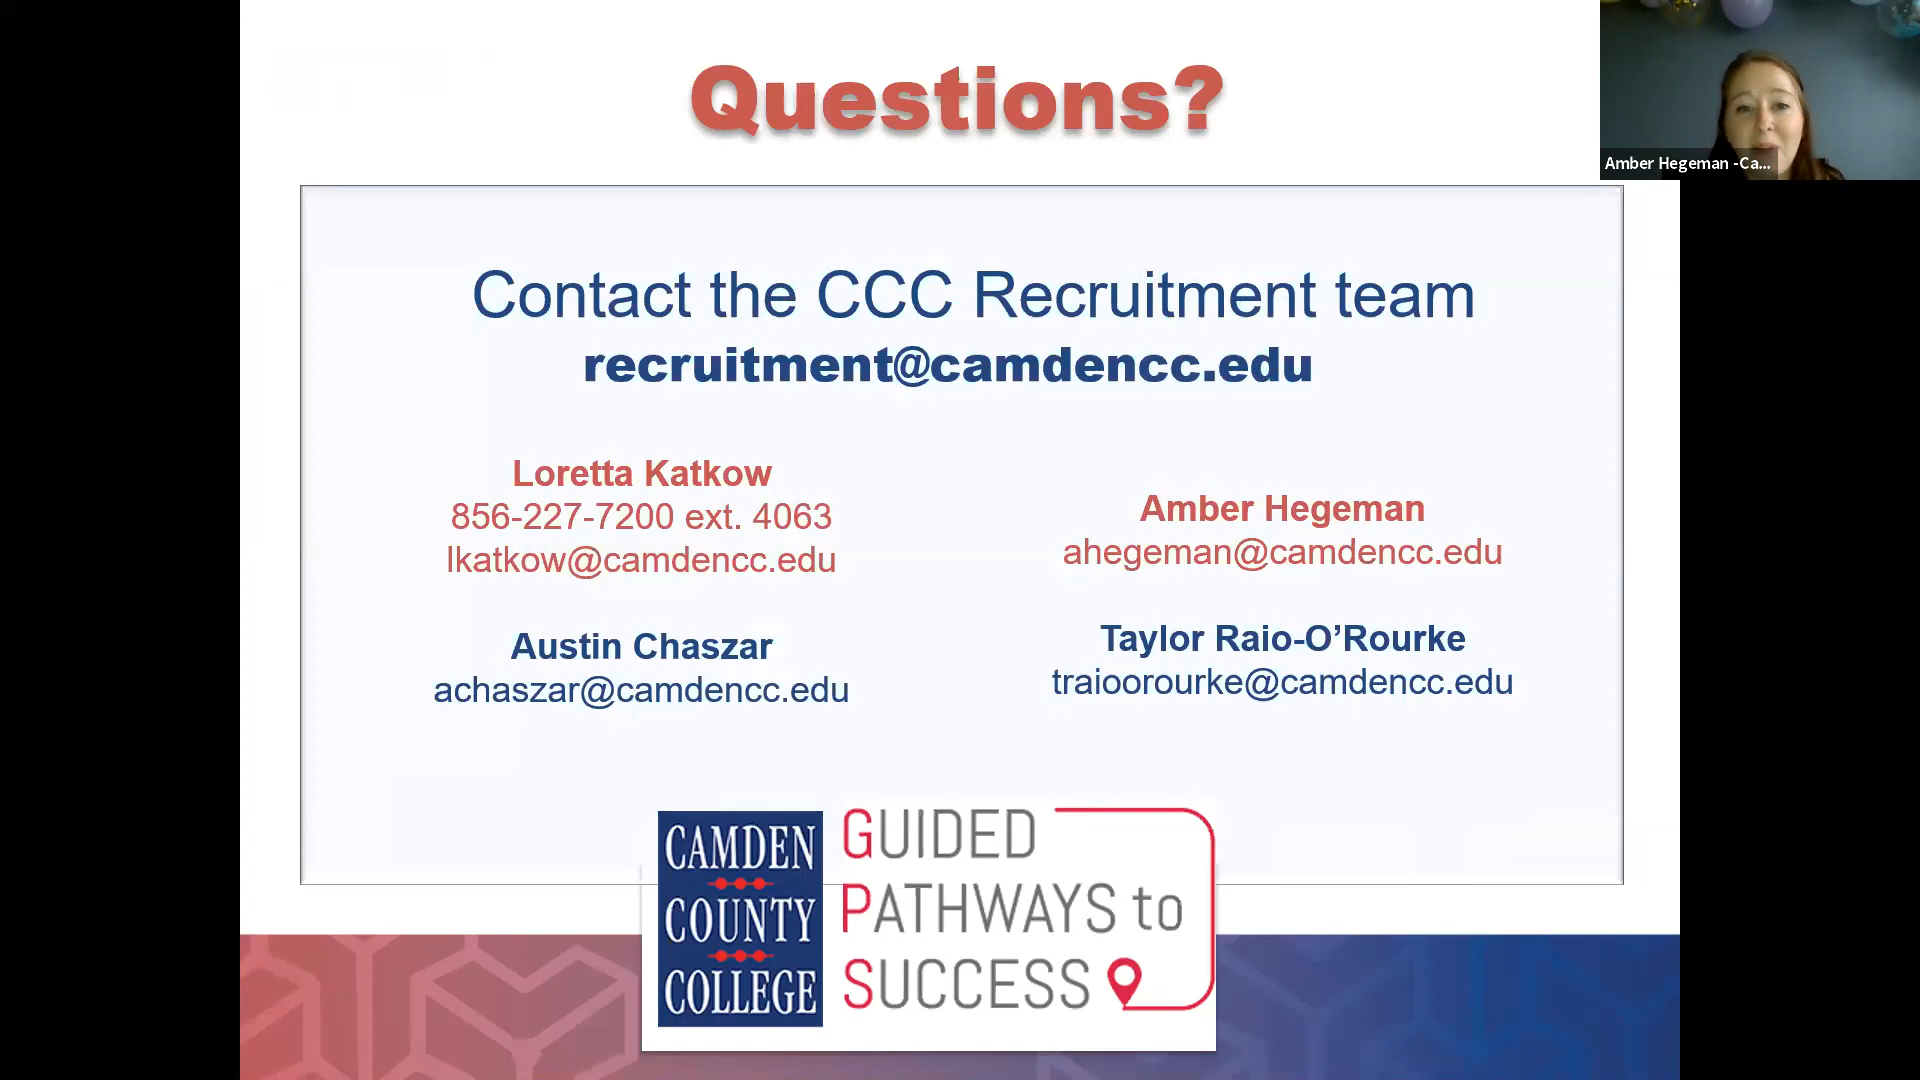 Questions?
Amber Hegeman -Ca...
Contact the CCC Recruitment team
recruitment@camdencc.edu
Loretta Katkow
856-227-7200 ext. 4063
lkatkow@camdencc.edu
Austin Chaszar
achaszar@camdencc.edu
Amber Hegeman
ahegeman@camdencc.edu
Taylor Raio-O’Rourke
traioorourke@camdencc.edu
CAMDEN
COUNTY
COLLEGE
GUIDED
PATHWAYS to
SUCCESS